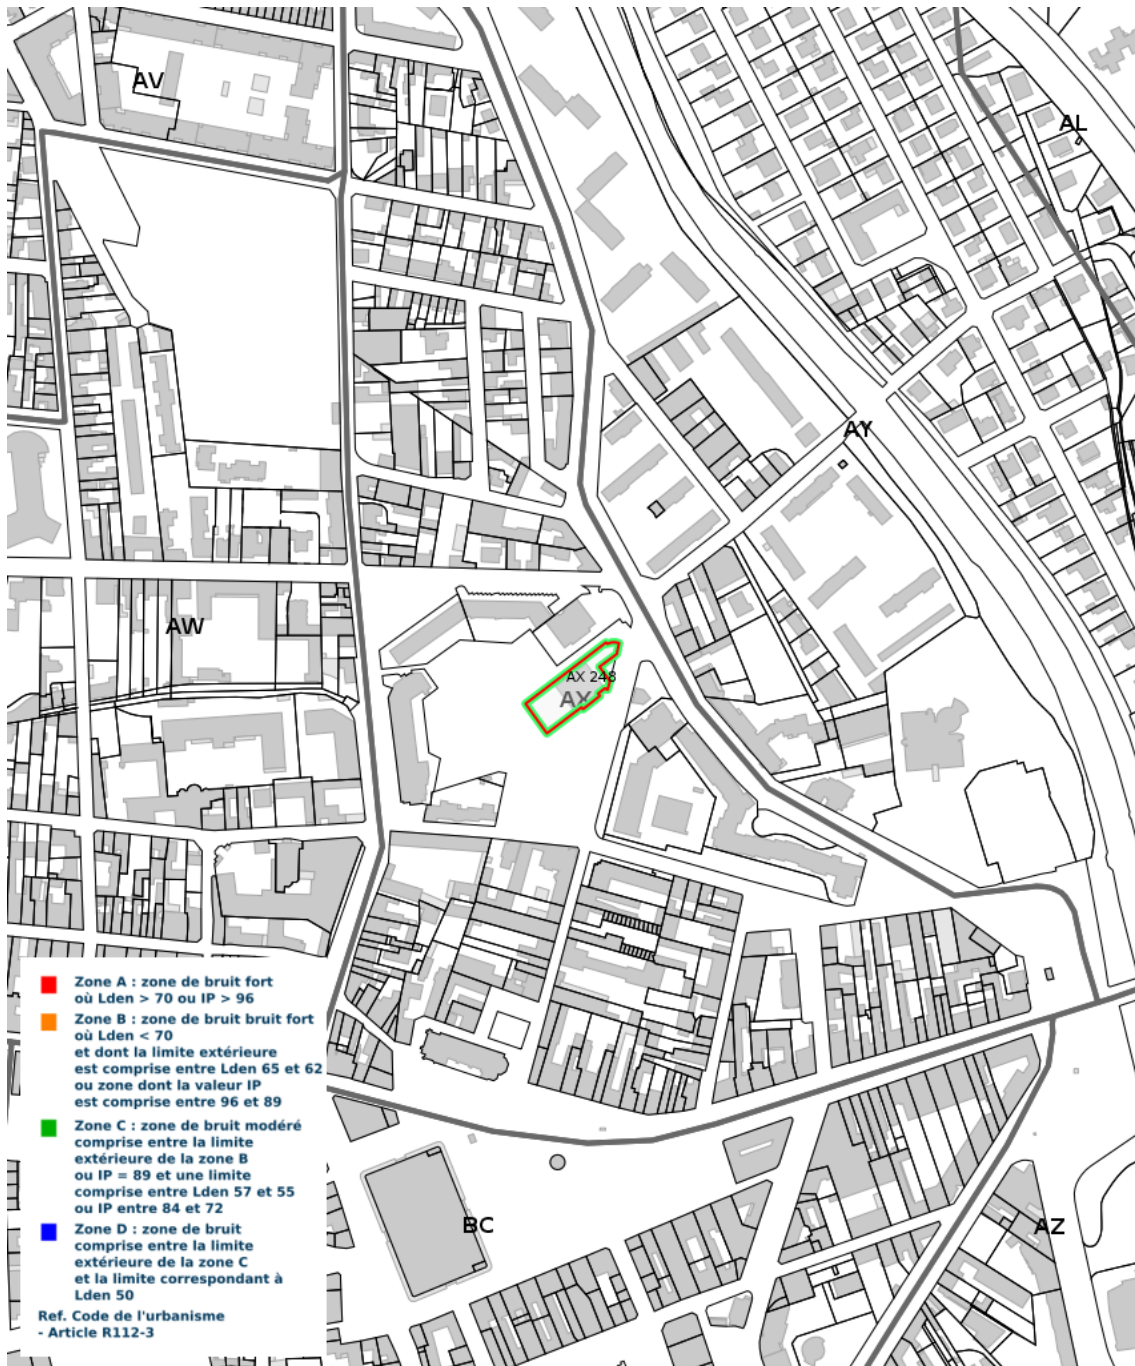 AV
AL
AY
AW
AX 248
AX
Zone A : zone de bruit fort
où Lden > 70 ou IP > 96
Zone B : zone de bruit bruit fort
où Lden < 70
et dont la limite extérieure
est comprise entre Lden 65 et 62
ou zone dont la valeur IP
est comprise entre 96 et 89
Zone C : zone de bruit modéré
comprise entre la limite
extérieure de la zone B
ou IP = 89 et une limite
comprise entre Lden 57 et 55
ou IP entre 84 et 72
Zone D : zone de bruit
comprise entre la limite
extérieure de la zone C
et la limite correspondant à
Lden 50
Ref. Code de l'urbanisme
- Article R112-3
BC
AZ